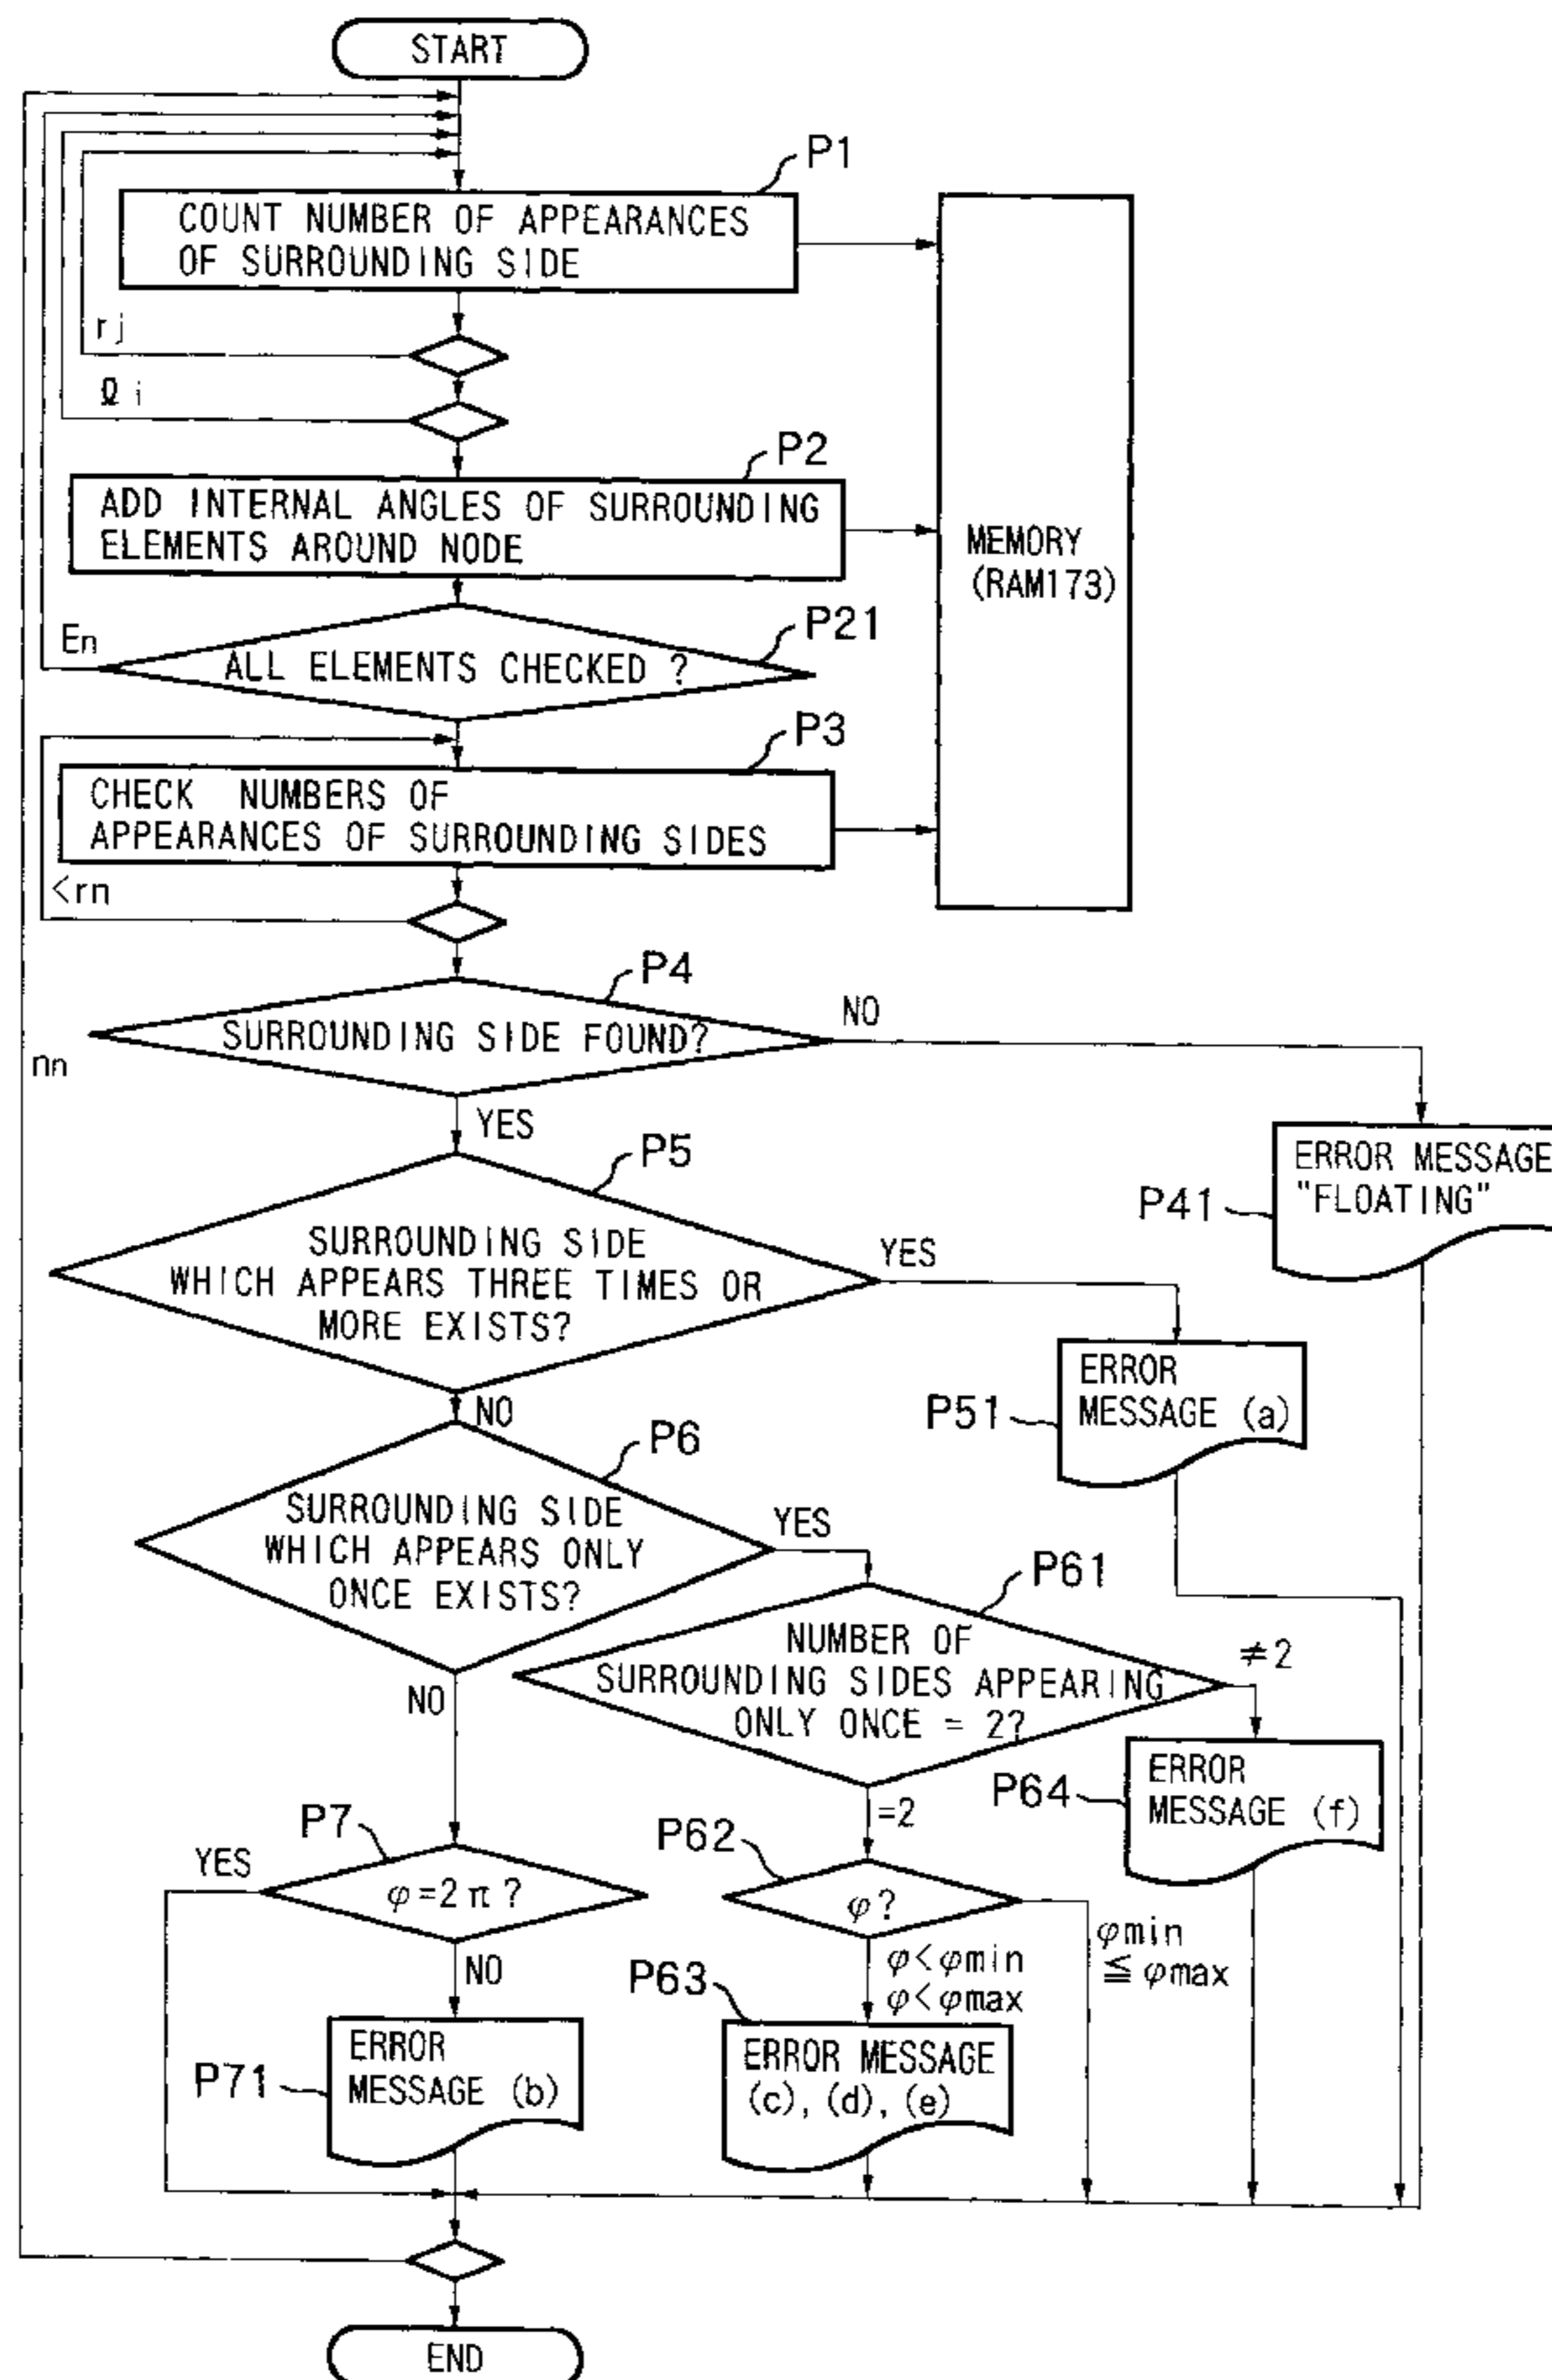 START
P1
COUNT NUMBER OF APPEARANCES
OF SURROUNDING SIDE
rj
ℓi
P2
ADD INTERNAL ANGLES OF SURROUNDING
ELEMENTS AROUND NODE
MEMORY
(RAM173)
En
P21
ALL ELEMENTS CHECKED ?
P3
CHECK NUMBERS OF
APPEARANCES OF SURROUNDING SIDES
<rn
P4
SURROUNDING SIDE FOUND?
NO
nn
YES
P5
ERROR MESSAGE
"FLOATING"
P41
SURROUNDING SIDE
WHICH APPEARS THREE TIMES OR
MORE EXISTS?
YES
ERROR
MESSAGE (a)
P51
NO
P6
SURROUNDING SIDE
WHICH APPEARS ONLY
ONCE EXISTS?
YES
P61
NUMBER OF
SURROUNDING SIDES APPEARING
ONLY ONCE = 2?
≠2
NO
ERROR
MESSAGE (f)
P64
=2
P7
P62
YES
φ=2π?
φ?
φmin
≦φmax
NO
φ<φmin
φ<φmax
P63
ERROR
MESSAGE (b)
P71
ERROR MESSAGE
(c), (d), (e)
END